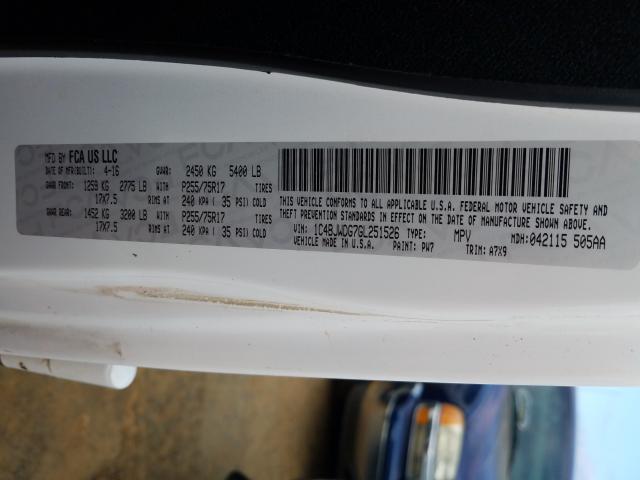 MFD BY FCA US LLC
DATE OF MFR(BUILT): 4-16 GVWR: 2450 KG 5400 LB
GAWR FRONT: 1259 KG 2775 LB WITH P255/75R17 TIRES
17X7.5 RIMS AT 240 KPA ( 35 PSI) COLD
GAWR REAR: 1452 KG 3200 LB WITH P255/75R17 TIRES
17X7.5 RIMS AT 240 KPA ( 35 PSI) COLD
THIS VEHICLE CONFORMS TO ALL APPLICABLE U.S.A. FEDERAL MOTOR VEHICLE SAFETY AND
THEFT PREVENTION STANDARDS IN EFFECT ON THE DATE OF MANUFACTURE SHOWN ABOVE.
VIN: 1C4BJWDG7GL251526 TYPE: MPV MDH: 042115 505AA
VEHICLE MADE IN U.S.A. PAINT: PW7 TRIM: A7X9